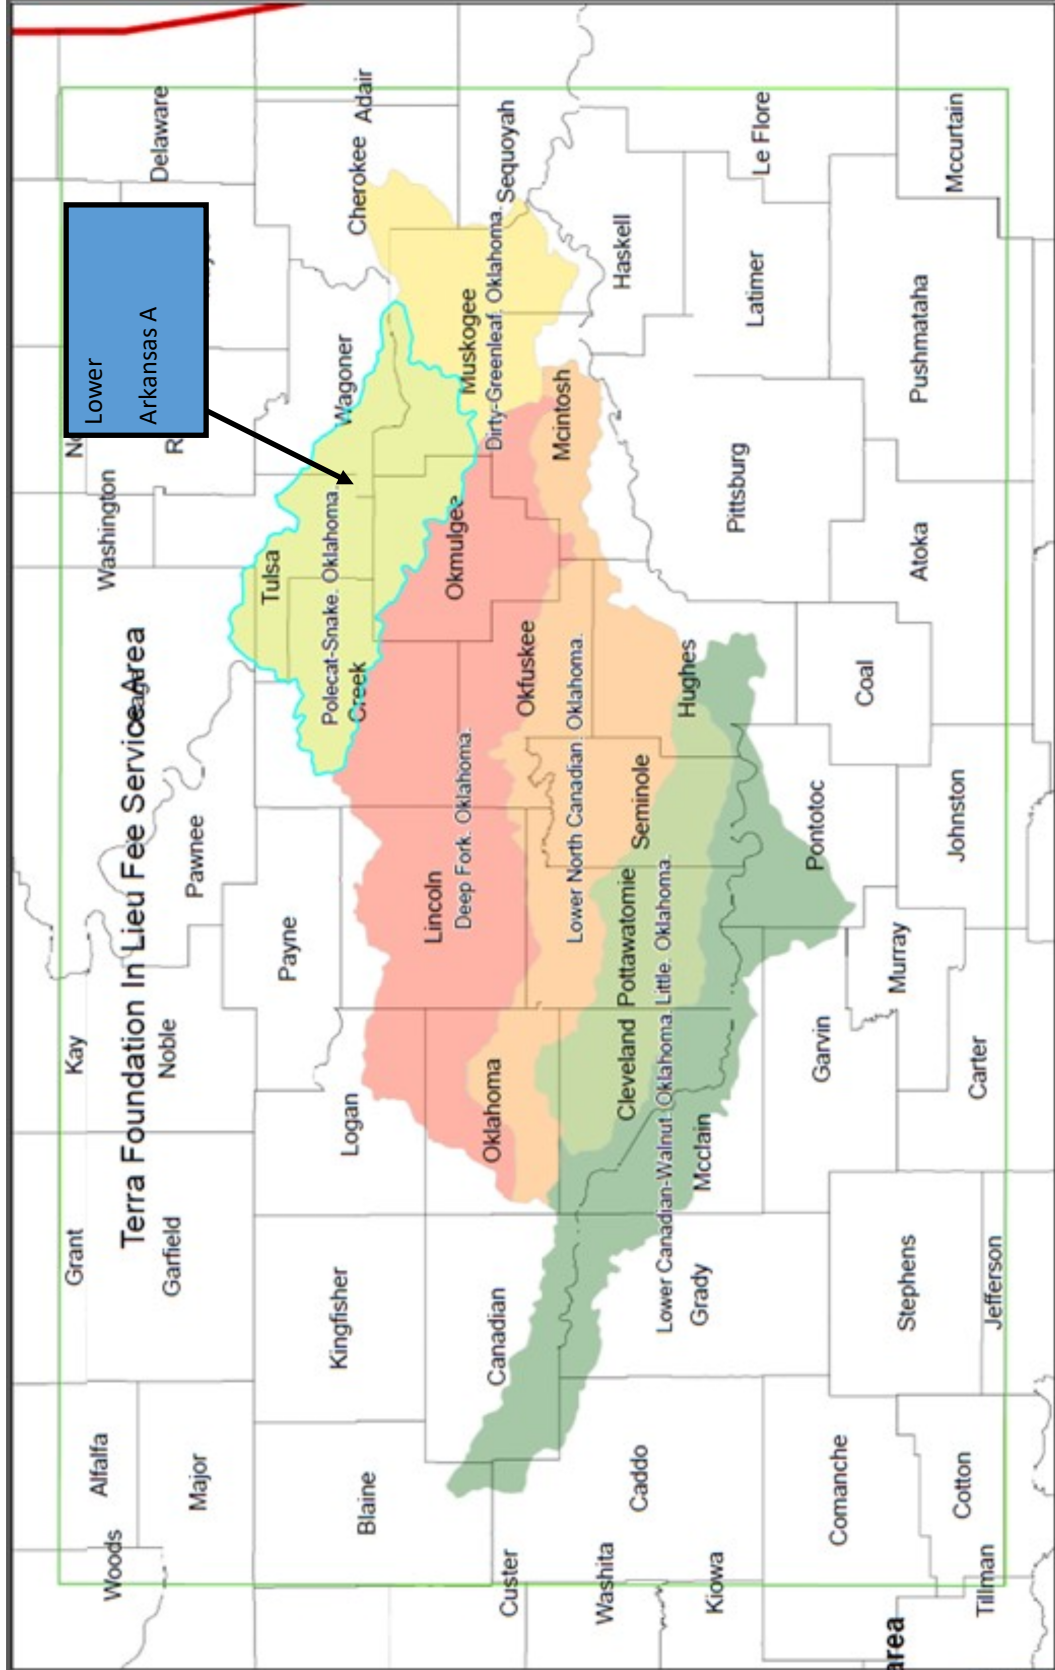 Terra Foundation In Lieu Fee Service Area
Lower
Arkansas A
Grant
Kay
Woods
Alfalfa
Washington
Major
Garfield
Noble
Pawnee
Delaware
Tulsa
Payne
Blaine
Kingfisher
Logan
Polecat-Snake. Oklahoma.
Creek
Wagoner
Cherokee
Adair
Lincoln
Deep Fork. Oklahoma.
Okmulgee
Muskogee
Dirty-Greenleaf. Oklahoma.
Sequoyah
Custer
Canadian
Oklahoma
Okfuskee
Mcintosh
Lower North Canadian. Oklahoma.
Washita
Caddo
Cleveland
Pottawatomie
Seminole
Haskell
Lower Canadian-Walnut. Oklahoma.
Little. Oklahoma.
Hughes
Kiowa
Grady
Mcclain
Pittsburg
Latimer
Le Flore
Comanche
Garvin
Pontotoc
Coal
area
Stephens
Murray
Atoka
Pushmataha
Tillman
Cotton
Jefferson
Carter
Johnston
Mccurtain